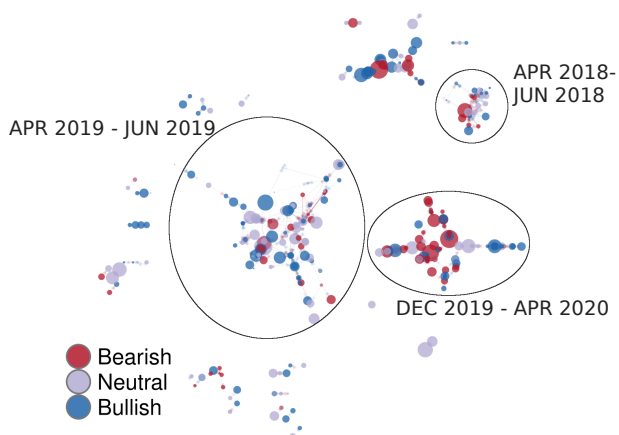 APR 2018-
JUN 2018
APR 2019 - JUN 2019
DEC 2019 - APR 2020
Bearish
Neutral
Bullish